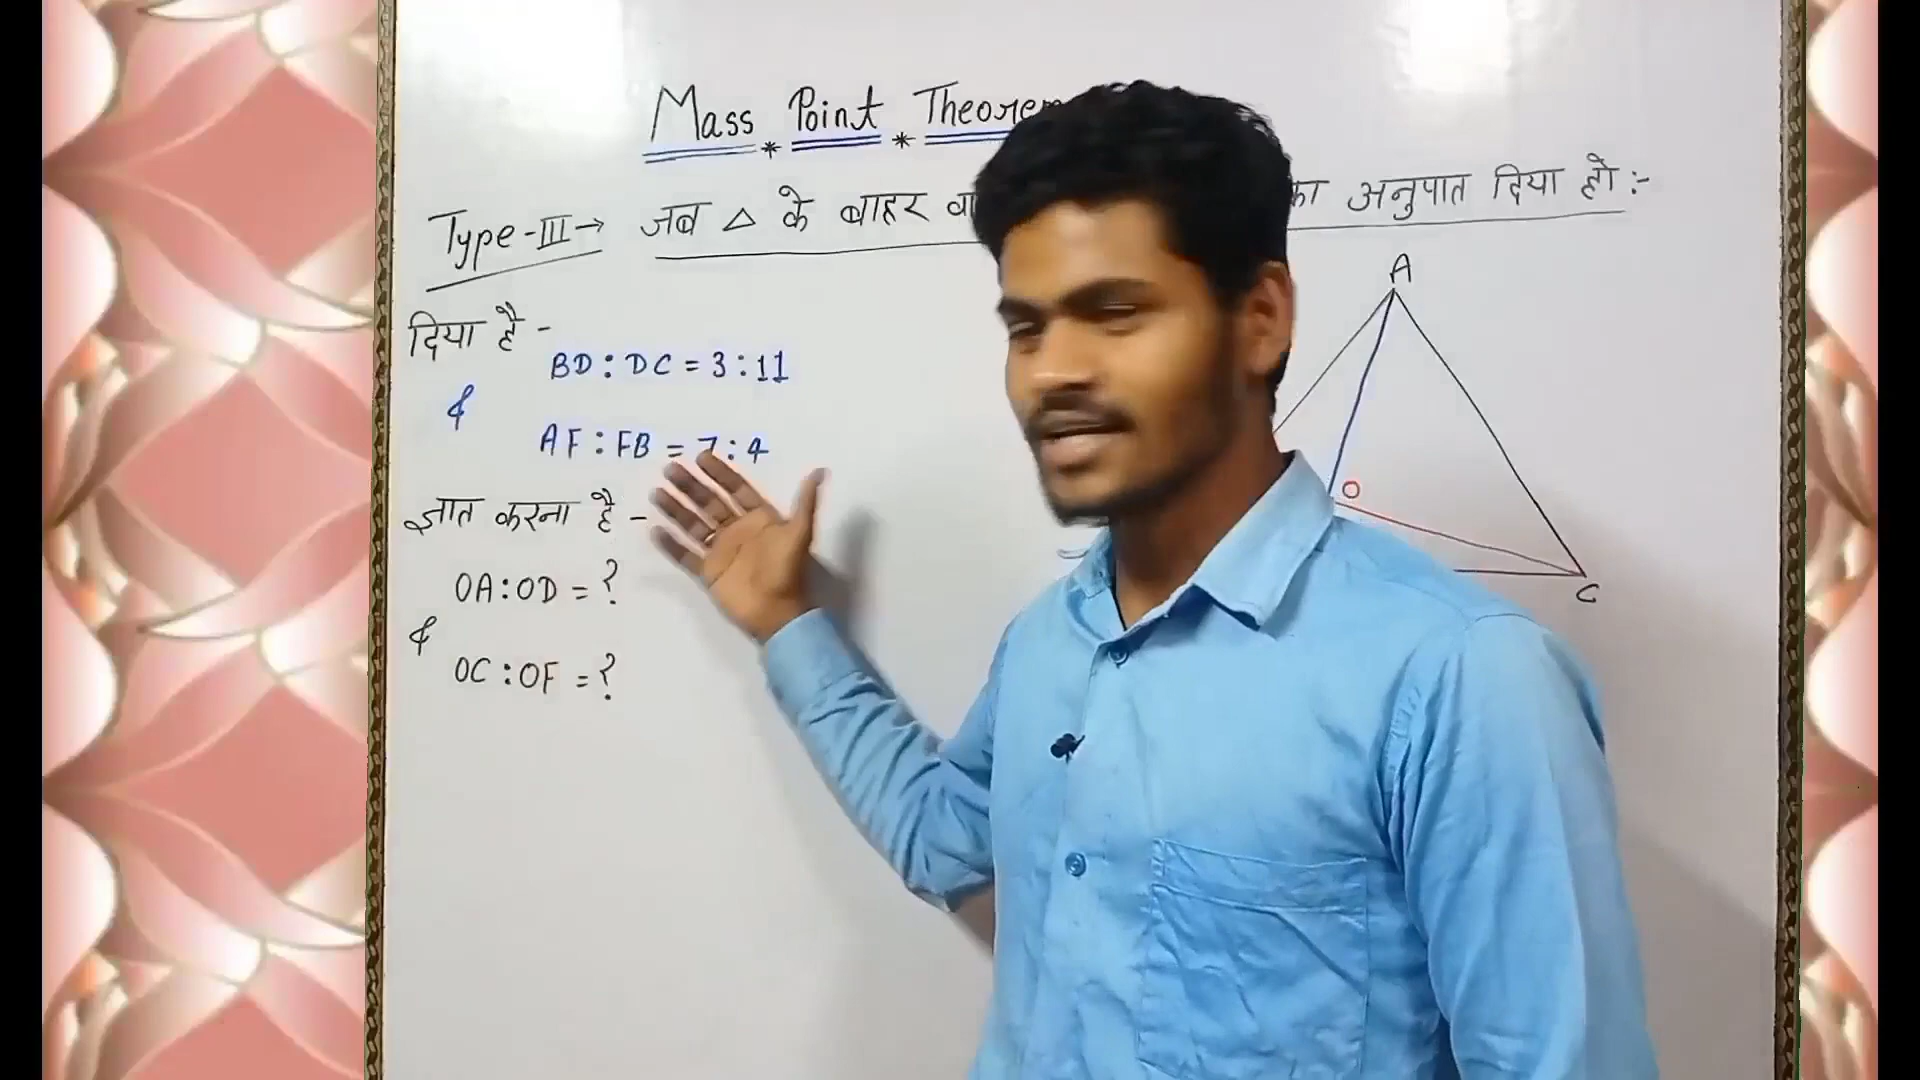 Mass * Point * Theorem
Type-III → जब △ के बाहर का अनुपात दिया हो :-
A
दिया है -
BD : DC = 3 : 11
&
AF : FB = 7 : 4
O
ज्ञात करना है -
C
OA : OD = ?
&
OC : OF = ?